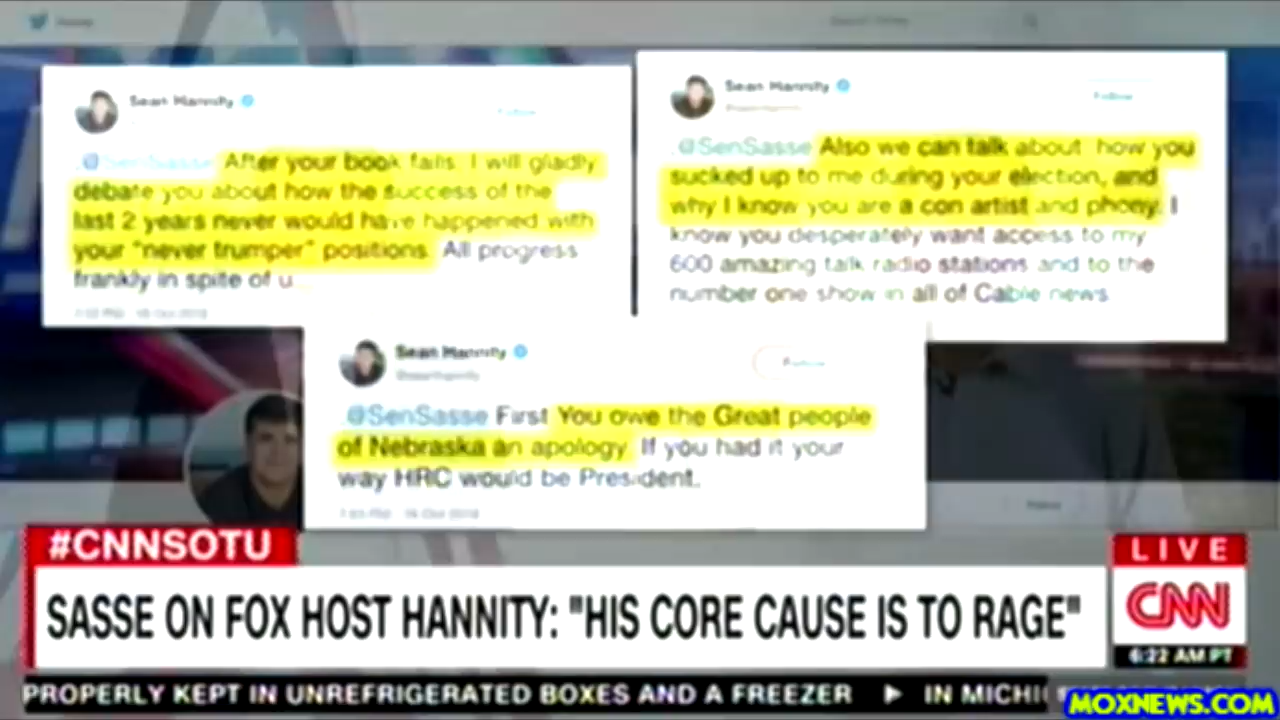 Sean Hannity
Follow
.@SenSasse After your book fails. I will gladly
debate you about how the success of the
last 2 years never would have happened with
your "never trumper" positions. All progress
frankly in spite of u
Sean Hannity
Follow
.@SenSasse Also we can talk about how you
sucked up to me during your election, and
why I know you are a con artist and phony. I
know you desperately want access to my
600 amazing talk radio stations and to the
number one show in all of Cable news
Sean Hannity
Follow
@SenSasse First You owe the Great people
of Nebraska an apology. If you had it your
way HRC would be President.
#CNNSOTU
SASSE ON FOX HOST HANNITY: "HIS CORE CAUSE IS TO RAGE"
LIVE
CNN
6:22 AM PT
PROPERLY KEPT IN UNREFRIGERATED BOXES AND A FREEZER ▶ IN MICHI
MOXNEWS.COM